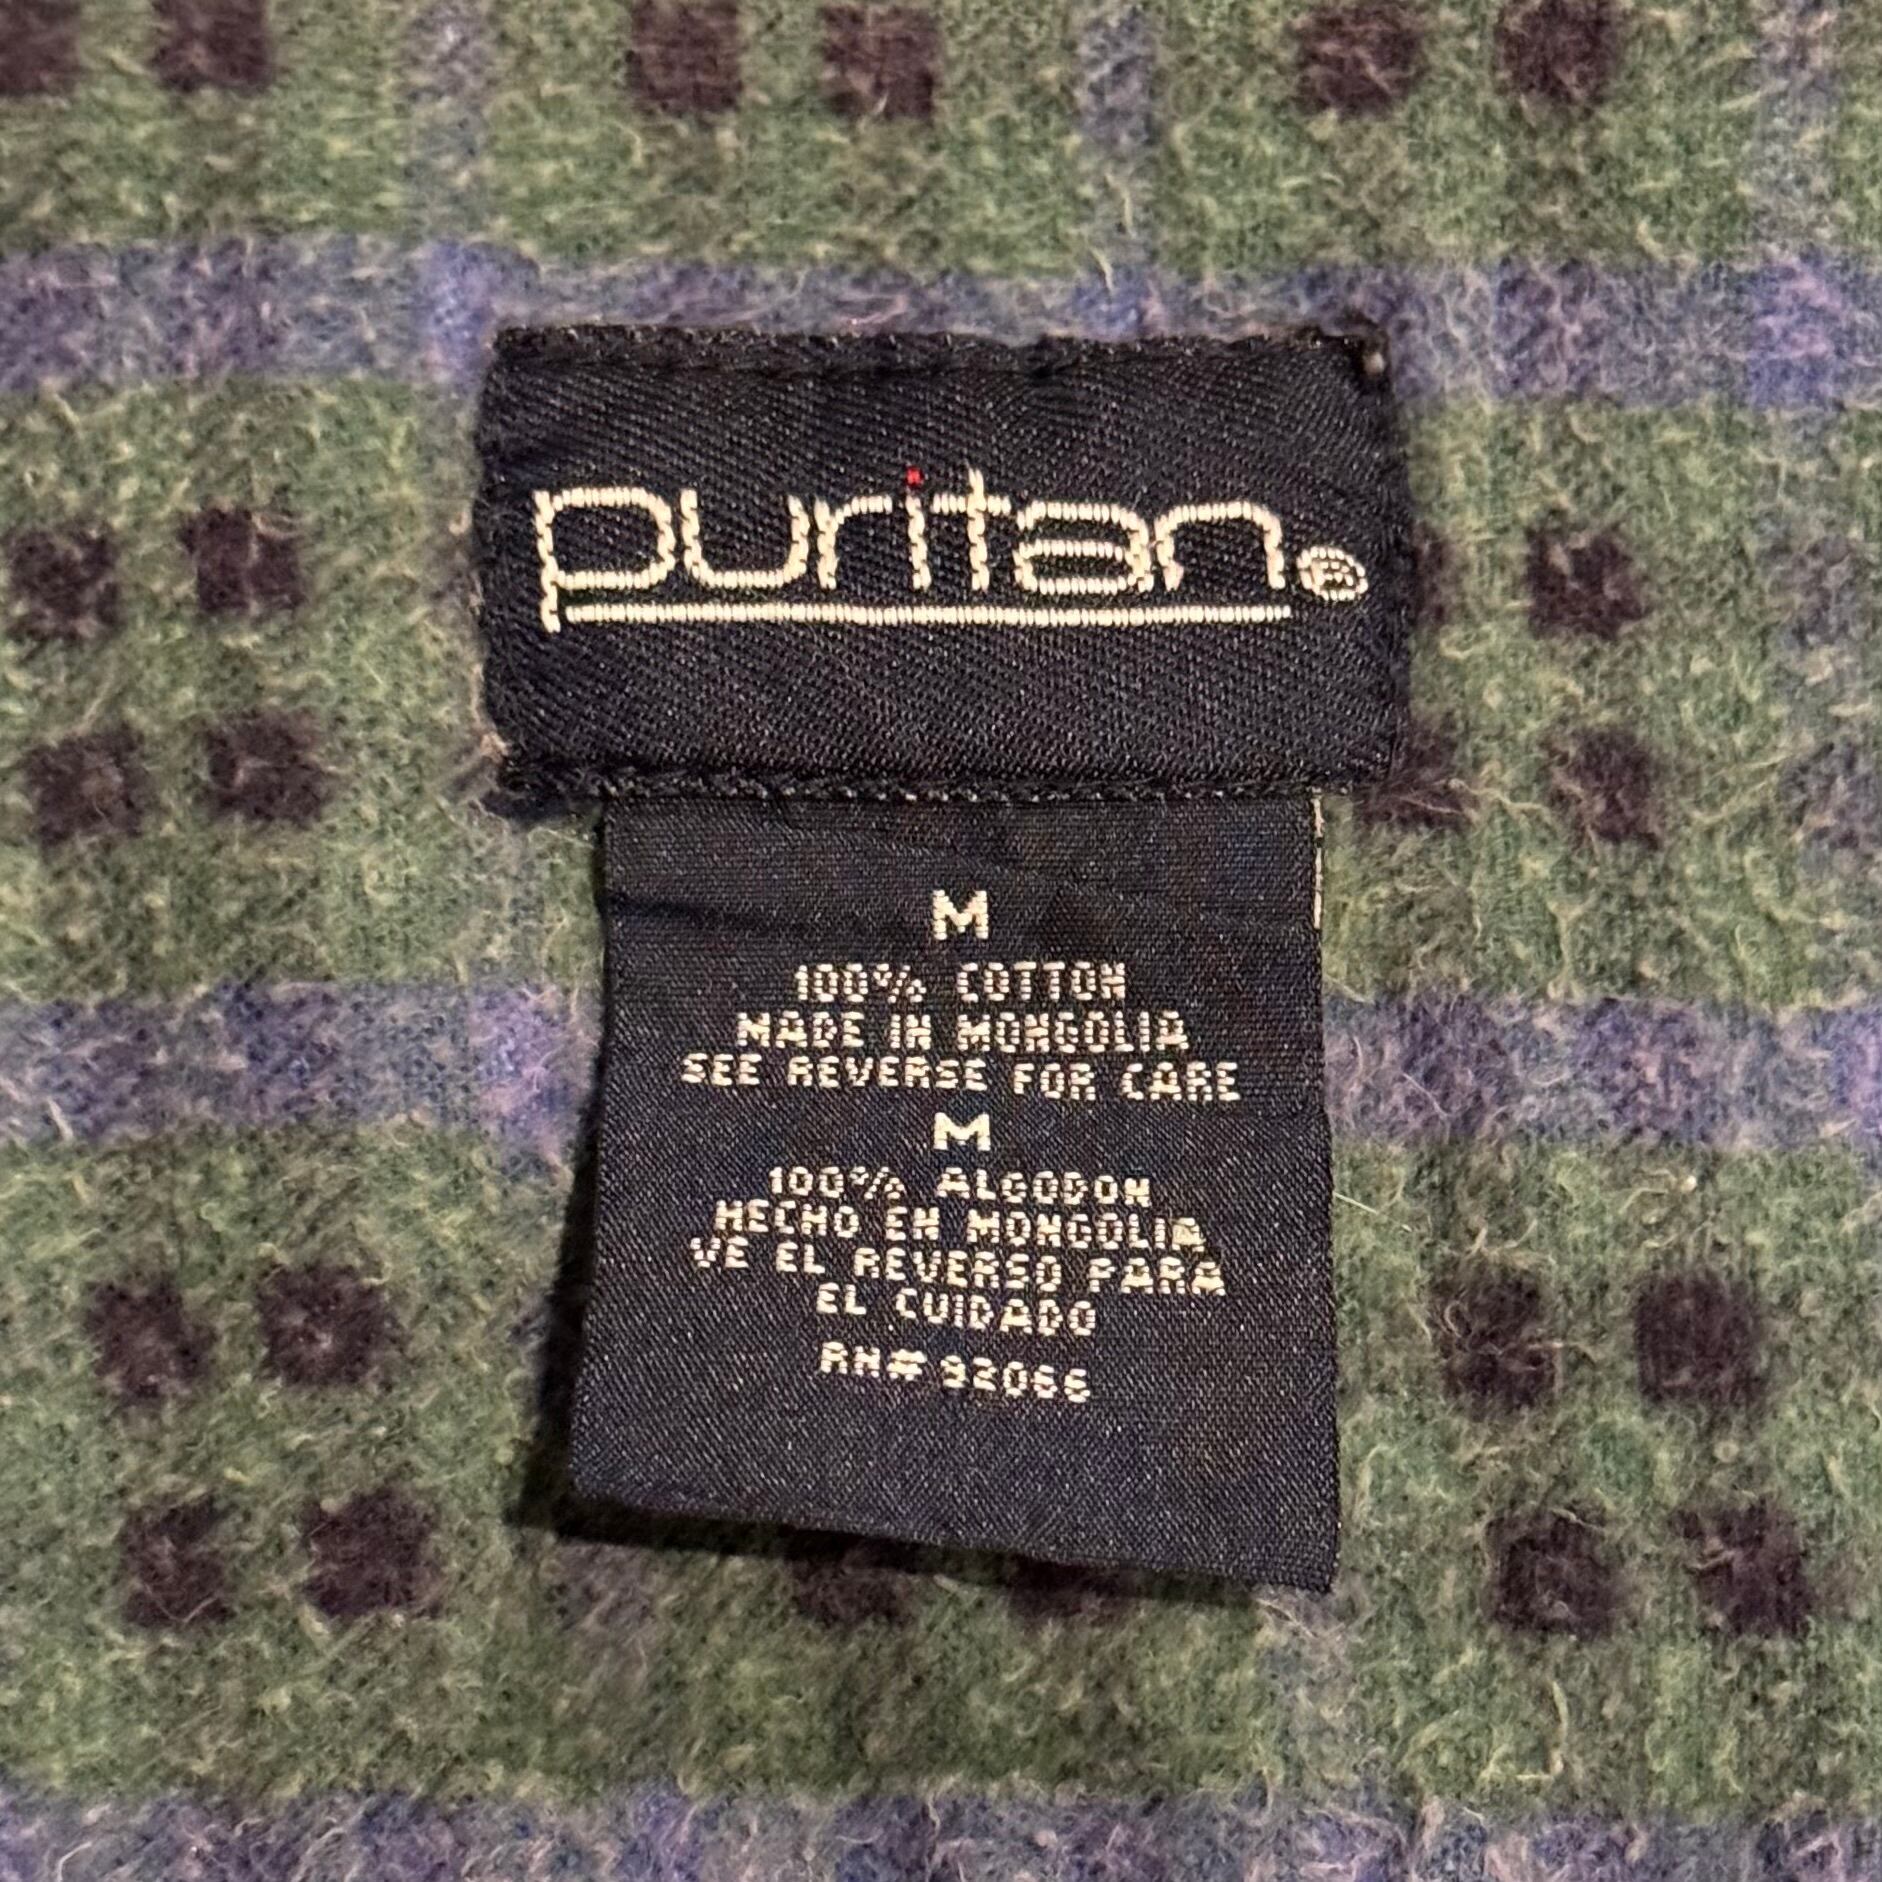 puritan®
M
100% COTTON
MADE IN MONGOLIA
SEE REVERSE FOR CARE
M
100% ALGODON
HECHO EN MONGOLIA
VE EL REVERSO PARA
EL CUIDADO
RN# 92066